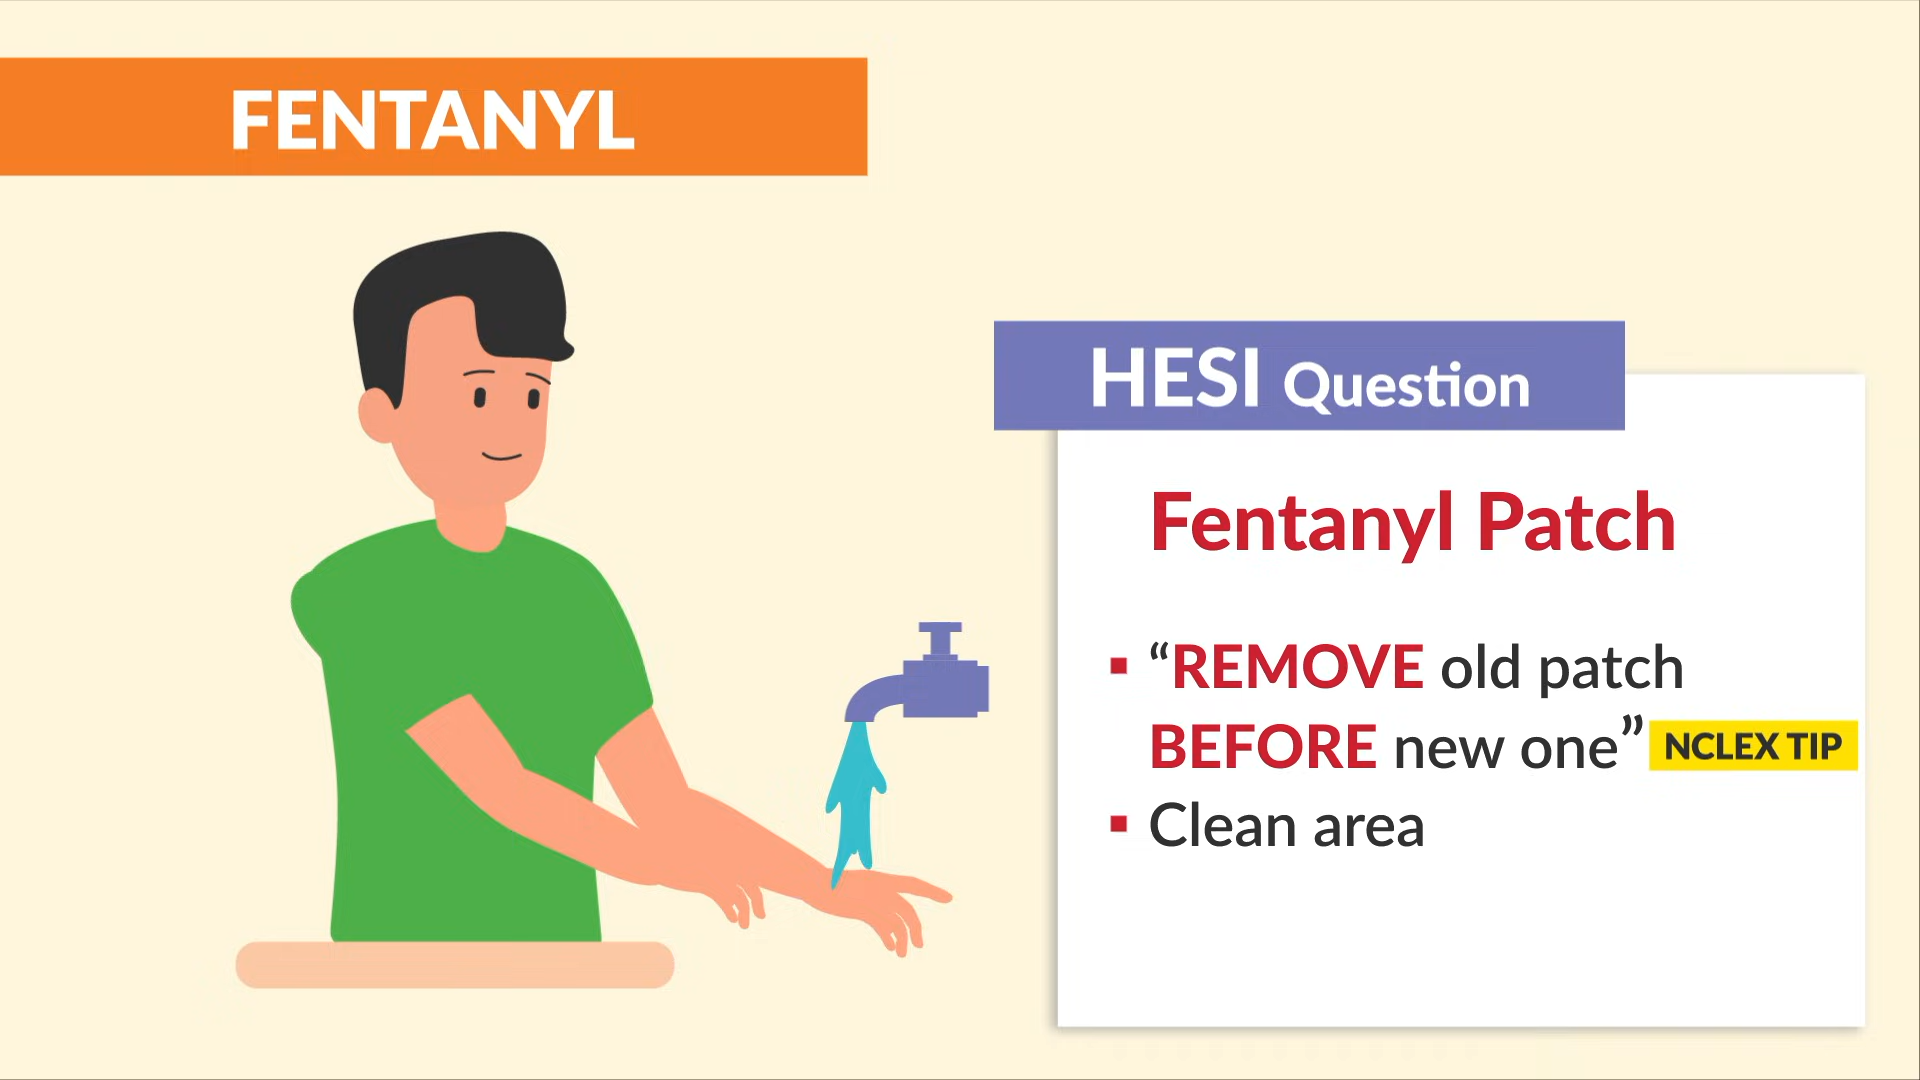 FENTANYL
HESI Question
Fentanyl Patch
▪ “REMOVE old patch
BEFORE new one”
NCLEX TIP
▪ Clean area